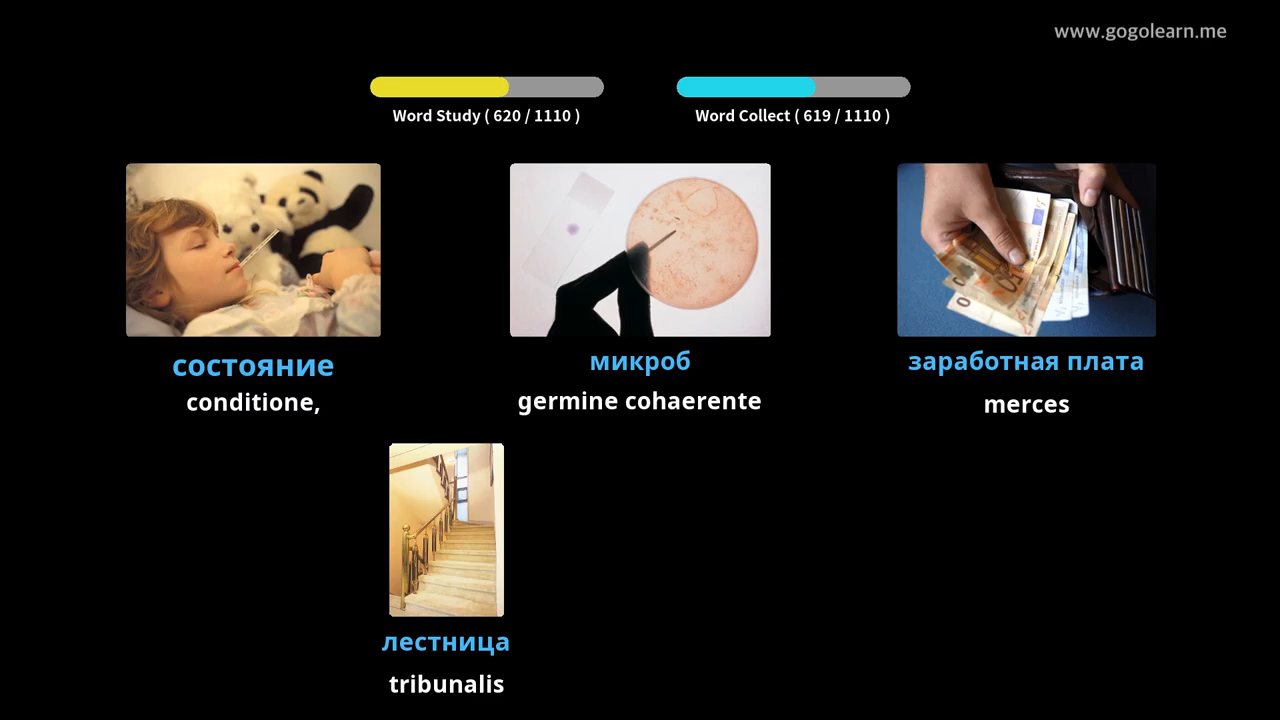 www.gogolearn.me
Word Study ( 620 / 1110 )
Word Collect ( 619 / 1110 )
состояние
conditione,
микроб
germine cohaerente
заработная плата
merces
лестница
tribunalis